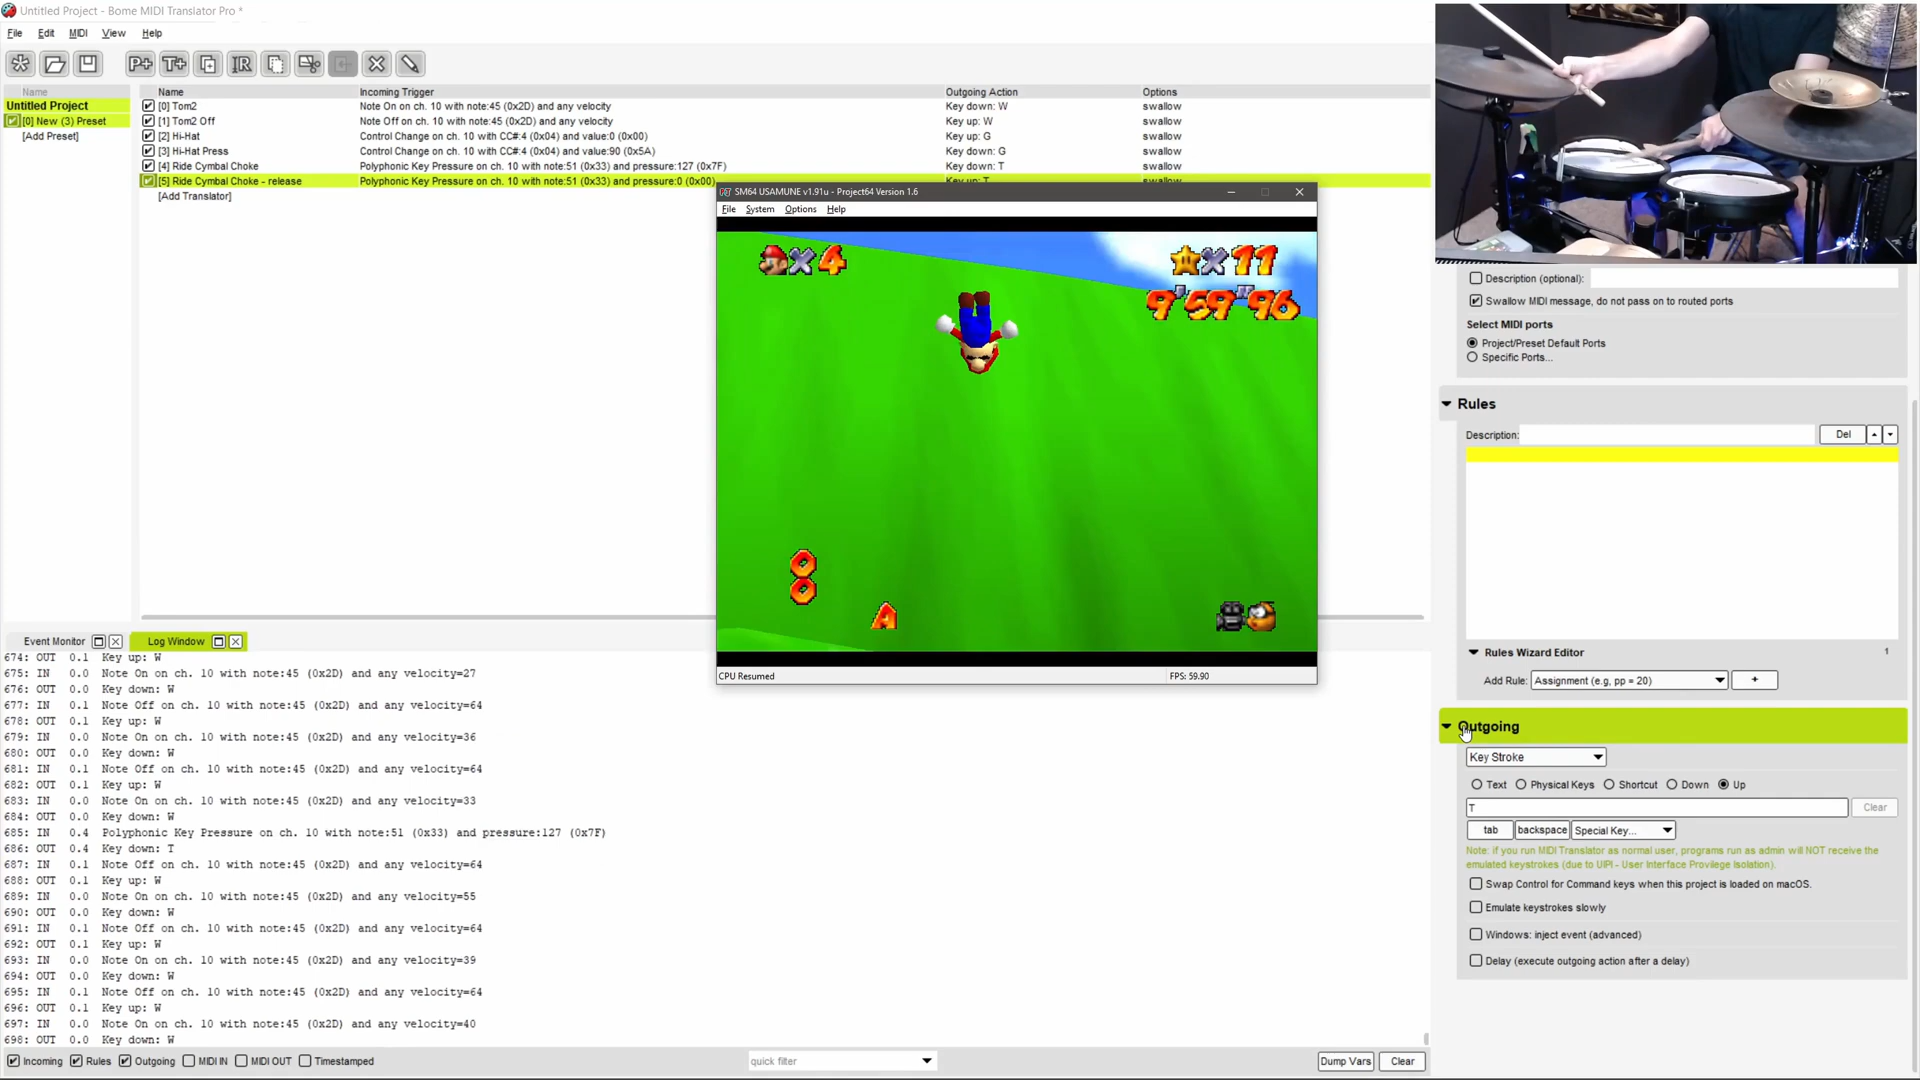 Untitled Project - Bome MIDI Translator Pro *
File Edit MIDI View Help
P+ T+ R
Name
Untitled Project
[0] New (3) Preset
[Add Preset]
Name Incoming Trigger Outgoing Action Options
[0] Tom2 Note On on ch. 10 with note:45 (0x2D) and any velocity Key down: W swallow
[1] Tom2 Off Note Off on ch. 10 with note:45 (0x2D) and any velocity Key up: W swallow
[2] Hi-Hat Control Change on ch. 10 with CC#:4 (0x04) and value:0 (0x00) Key up: G swallow
[3] Hi-Hat Press Control Change on ch. 10 with CC#:4 (0x04) and value:90 (0x5A) Key down: G swallow
[4] Ride Cymbal Choke Polyphonic Key Pressure on ch. 10 with note:51 (0x33) and pressure:127 (0x7F) Key down: T swallow
[5] Ride Cymbal Choke - release Polyphonic Key Pressure on ch. 10 with note:51 (0x33) and pressure:0 (0x00) Key up: T swallow
[Add Translator]
SM64 USAMUNE v1.91u - Project64 Version 1.6
File System Options Help
×4 ×11
9'59"96
0
0
A
CPU Resumed FPS: 59.90
Description (optional):
Swallow MIDI message, do not pass on to routed ports
Select MIDI ports
Project/Preset Default Ports
Specific Ports...
Rules
Description: Del
Rules Wizard Editor 1
Add Rule: Assignment (e.g, pp = 20) +
Outgoing
Key Stroke
Text Physical Keys Shortcut Down Up
T Clear
tab backspace Special Key...
Note: if you run MIDI Translator as normal user, programs run as admin will NOT receive the
emulated keystrokes (due to UIPI - User Interface Provilege Isolation).
Swap Control for Command keys when this project is loaded on macOS.
Emulate keystrokes slowly
Windows: inject event (advanced)
Delay (execute outgoing action after a delay)
Event Monitor Log Window
674: OUT 0.1 Key up: W
675: IN 0.0 Note On on ch. 10 with note:45 (0x2D) and any velocity=27
676: OUT 0.0 Key down: W
677: IN 0.1 Note Off on ch. 10 with note:45 (0x2D) and any velocity=64
678: OUT 0.1 Key up: W
679: IN 0.0 Note On on ch. 10 with note:45 (0x2D) and any velocity=36
680: OUT 0.0 Key down: W
681: IN 0.1 Note Off on ch. 10 with note:45 (0x2D) and any velocity=64
682: OUT 0.1 Key up: W
683: IN 0.0 Note On on ch. 10 with note:45 (0x2D) and any velocity=33
684: OUT 0.0 Key down: W
685: IN 0.4 Polyphonic Key Pressure on ch. 10 with note:51 (0x33) and pressure:127 (0x7F)
686: OUT 0.4 Key down: T
687: IN 0.1 Note Off on ch. 10 with note:45 (0x2D) and any velocity=64
688: OUT 0.1 Key up: W
689: IN 0.0 Note On on ch. 10 with note:45 (0x2D) and any velocity=55
690: OUT 0.0 Key down: W
691: IN 0.1 Note Off on ch. 10 with note:45 (0x2D) and any velocity=64
692: OUT 0.1 Key up: W
693: IN 0.0 Note On on ch. 10 with note:45 (0x2D) and any velocity=39
694: OUT 0.0 Key down: W
695: IN 0.1 Note Off on ch. 10 with note:45 (0x2D) and any velocity=64
696: OUT 0.1 Key up: W
697: IN 0.0 Note On on ch. 10 with note:45 (0x2D) and any velocity=40
698: OUT 0.0 Key down: W
Incoming Rules Outgoing MIDI IN MIDI OUT Timestamped quick filter Dump Vars Clear